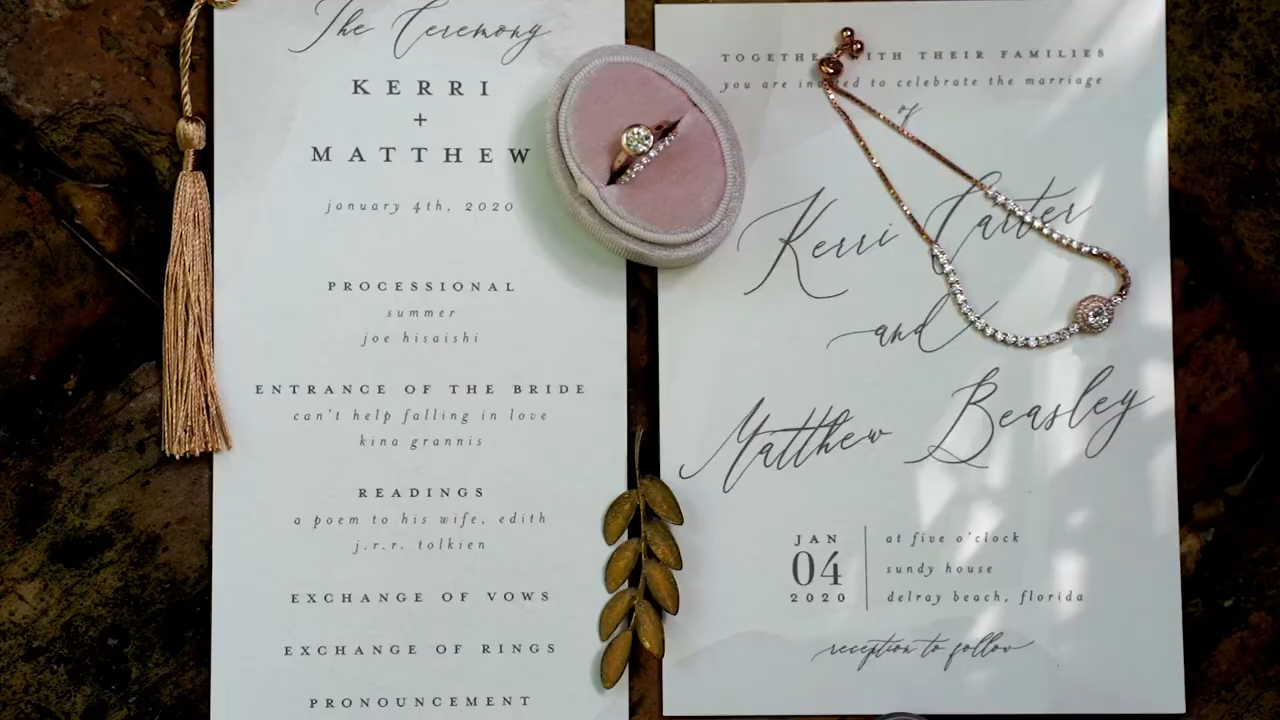 The Ceremony
KERRI
+
MATTHEW
january 4th, 2020
PROCESSIONAL
summer
joe hisaishi
ENTRANCE OF THE BRIDE
can't help falling in love
kina grannis
READINGS
a poem to his wife, edith
j.r.r. tolkien
EXCHANGE OF VOWS
EXCHANGE OF RINGS
PRONOUNCEMENT
TOGETHER WITH THEIR FAMILIES
you are invited to celebrate the marriage
of
Kerri Carter
and
Matthew Beasley
JAN
04
2020
at five o'clock
sundy house
delray beach, florida
reception to follow